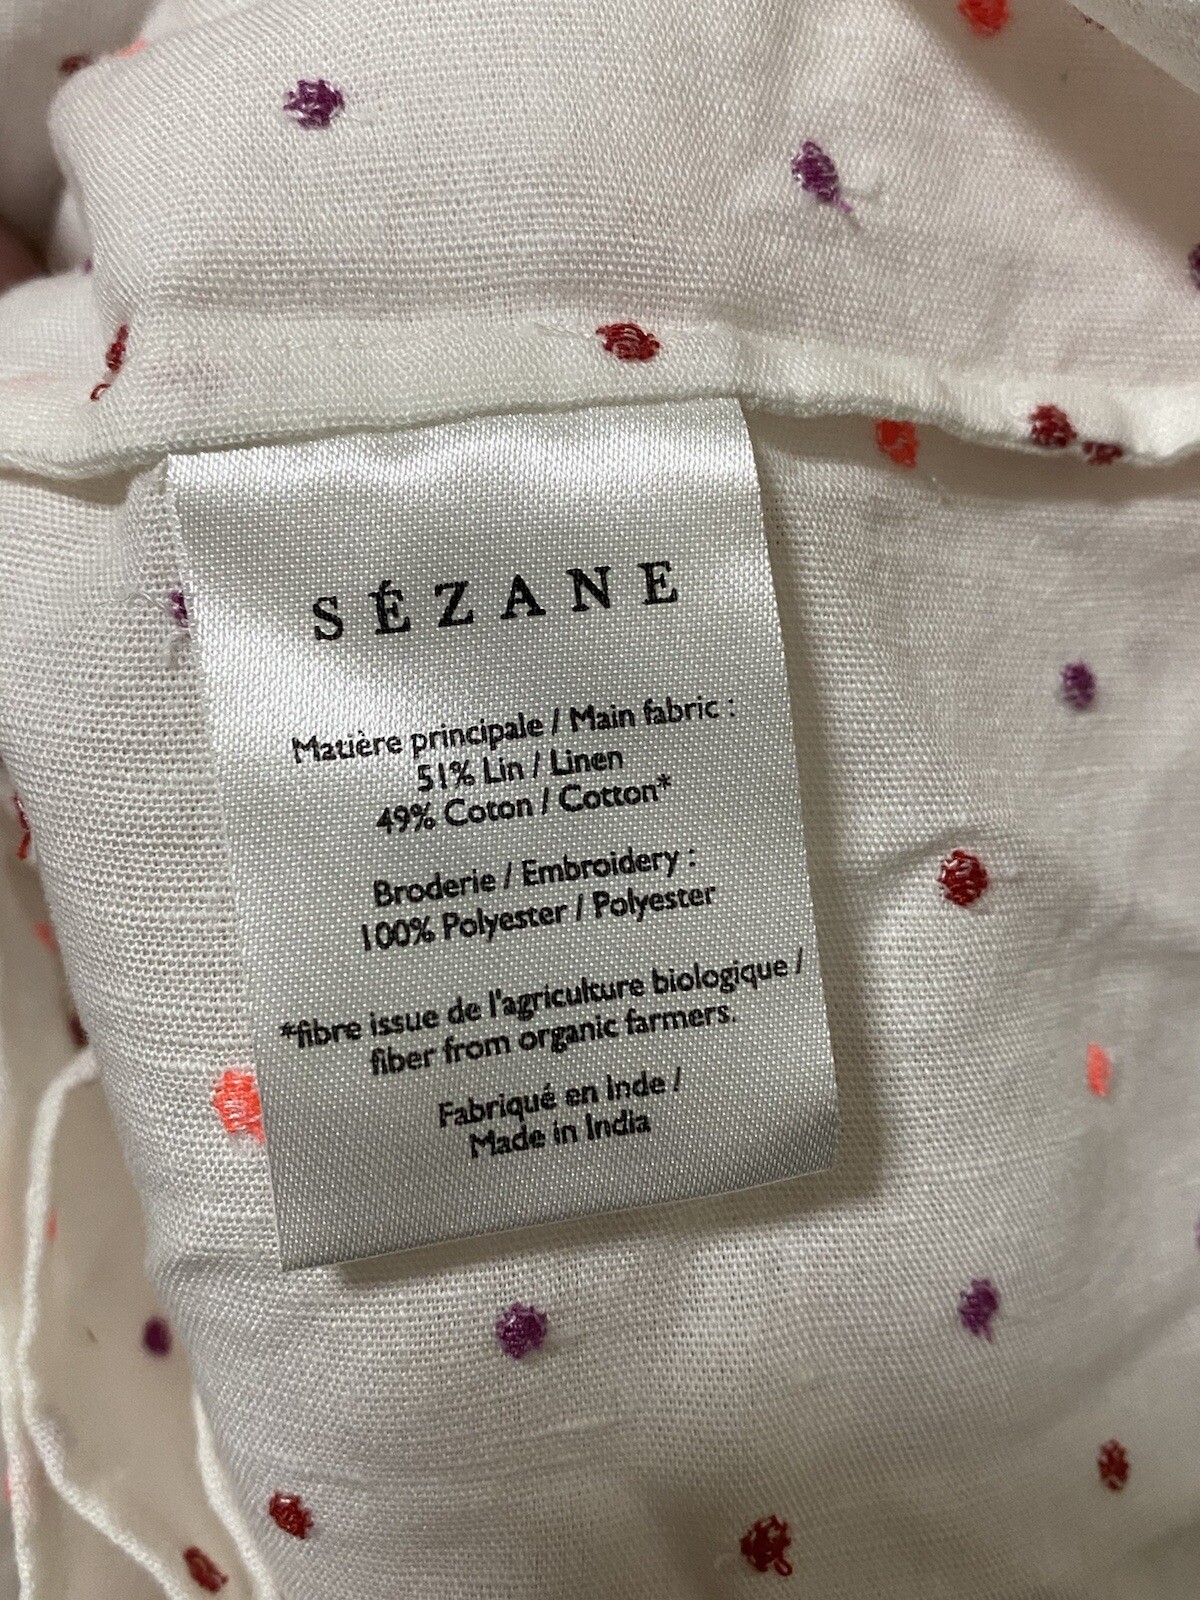 SÉZANE
Matière principale / Main fabric :
51% Lin / Linen
49% Coton / Cotton*
Broderie / Embroidery :
100% Polyester / Polyester
*fibre issue de l'agriculture biologique /
fiber from organic farmers.
Fabriqué en Inde /
Made in India